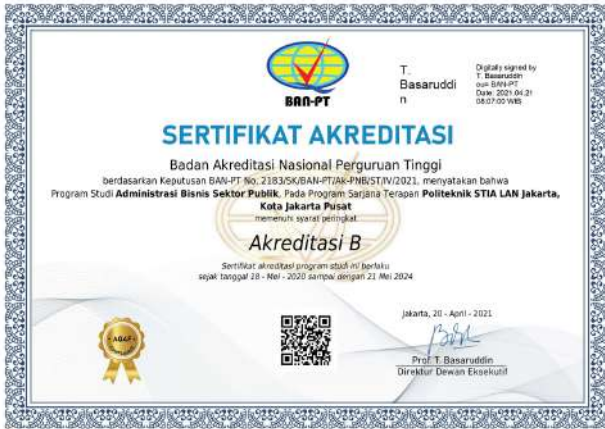 BAN-PT
T.
Basaruddi
n
Digitally signed by
T. Basaruddin
ou= BAN-PT
Date: 2021.04.21
08:07:00 WIB
SERTIFIKAT AKREDITASI
Badan Akreditasi Nasional Perguruan Tinggi
berdasarkan Keputusan BAN-PT No. 2183/SK/BAN-PT/Ak-PNB/ST/IV/2021, menyatakan bahwa
Program Studi Administrasi Bisnis Sektor Publik, Pada Program Sarjana Terapan Politeknik STIA LAN Jakarta,
Kota Jakarta Pusat
memenuhi syarat peringkat
Akreditasi B
Sertifikat akreditasi program studi ini berlaku
sejak tanggal 18 - Mei - 2020 sampai dengan 21 Mei 2024
Jakarta, 20 - April - 2021
Prof. T. Basaruddin
Direktur Dewan Eksekutif